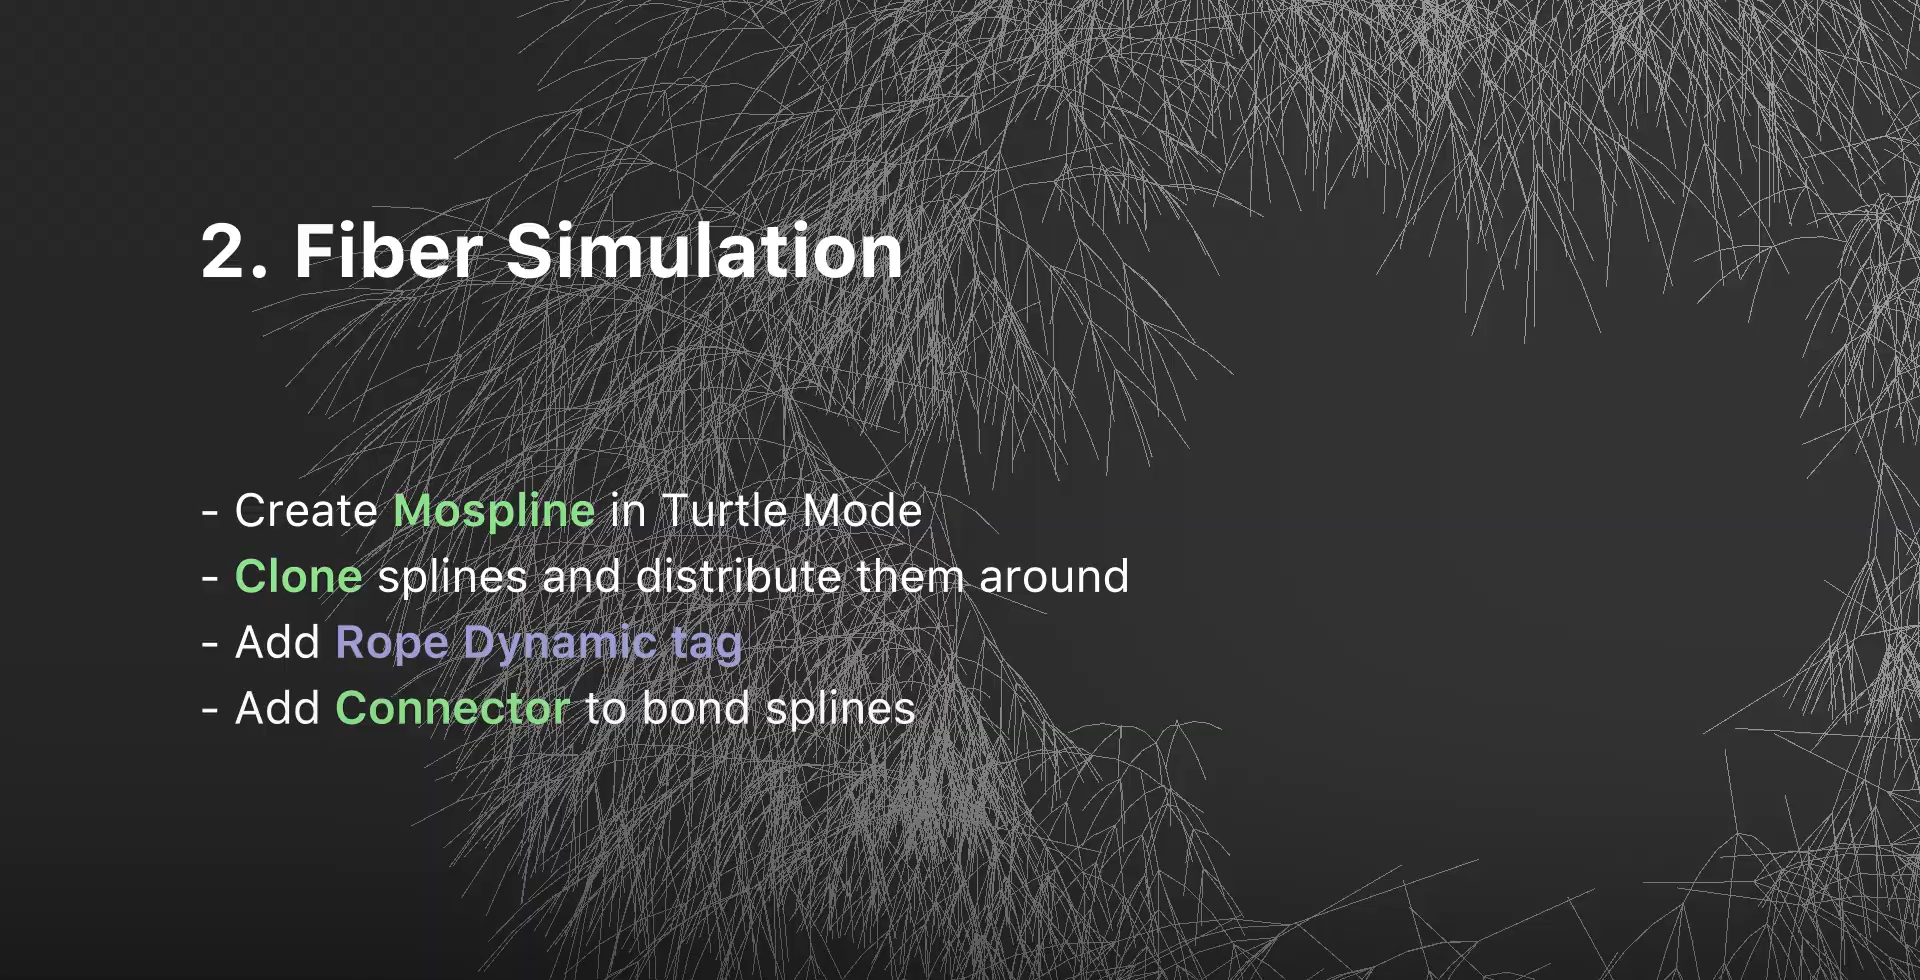 2. Fiber Simulation
- Create Mospline in Turtle Mode
- Clone splines and distribute them around
- Add Rope Dynamic tag
- Add Connector to bond splines